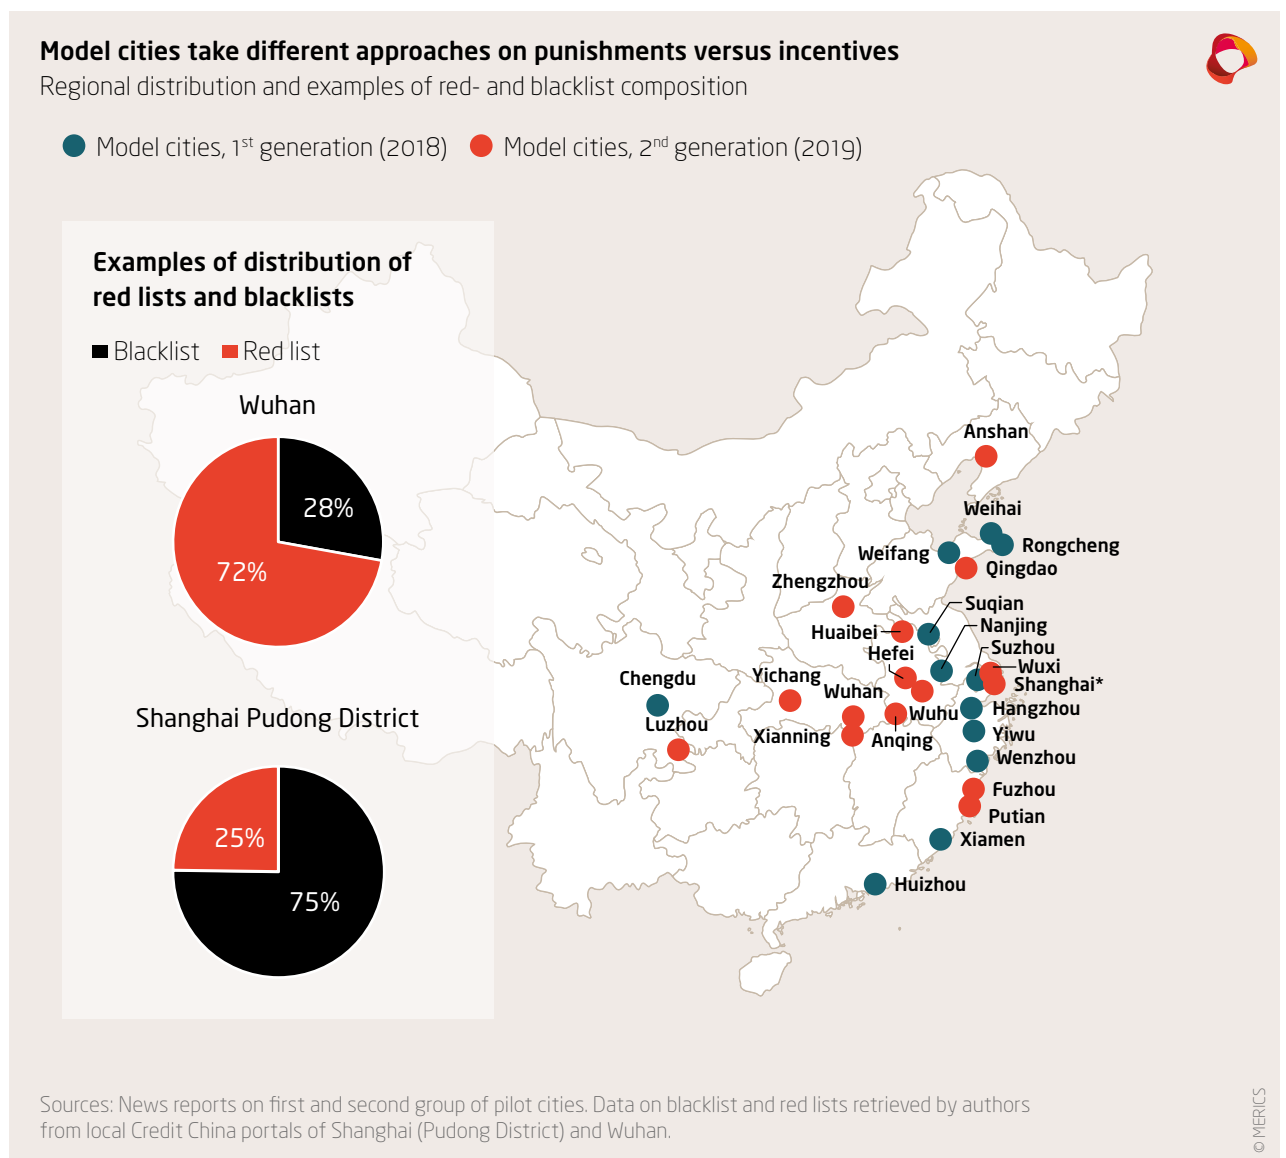 Model cities take different approaches on punishments versus incentives
Regional distribution and examples of red- and blacklist composition
Model cities, 1st generation (2018)
Model cities, 2nd generation (2019)
Examples of distribution of
red lists and blacklists
Blacklist
Red list
Wuhan
28%
72%
Shanghai Pudong District
25%
75%
Anshan
Weihai
Rongcheng
Weifang
Qingdao
Zhengzhou
Suqian
Huaibei
Nanjing
Hefei
Suzhou
Wuxi
Chengdu
Yichang
Wuhan
Shanghai*
Luzhou
Wuhu
Hangzhou
Xianning
Anqing
Yiwu
Wenzhou
Fuzhou
Putian
Xiamen
Huizhou
Sources: News reports on first and second group of pilot cities. Data on blacklist and red lists retrieved by authors
from local Credit China portals of Shanghai (Pudong District) and Wuhan.
© MERICS